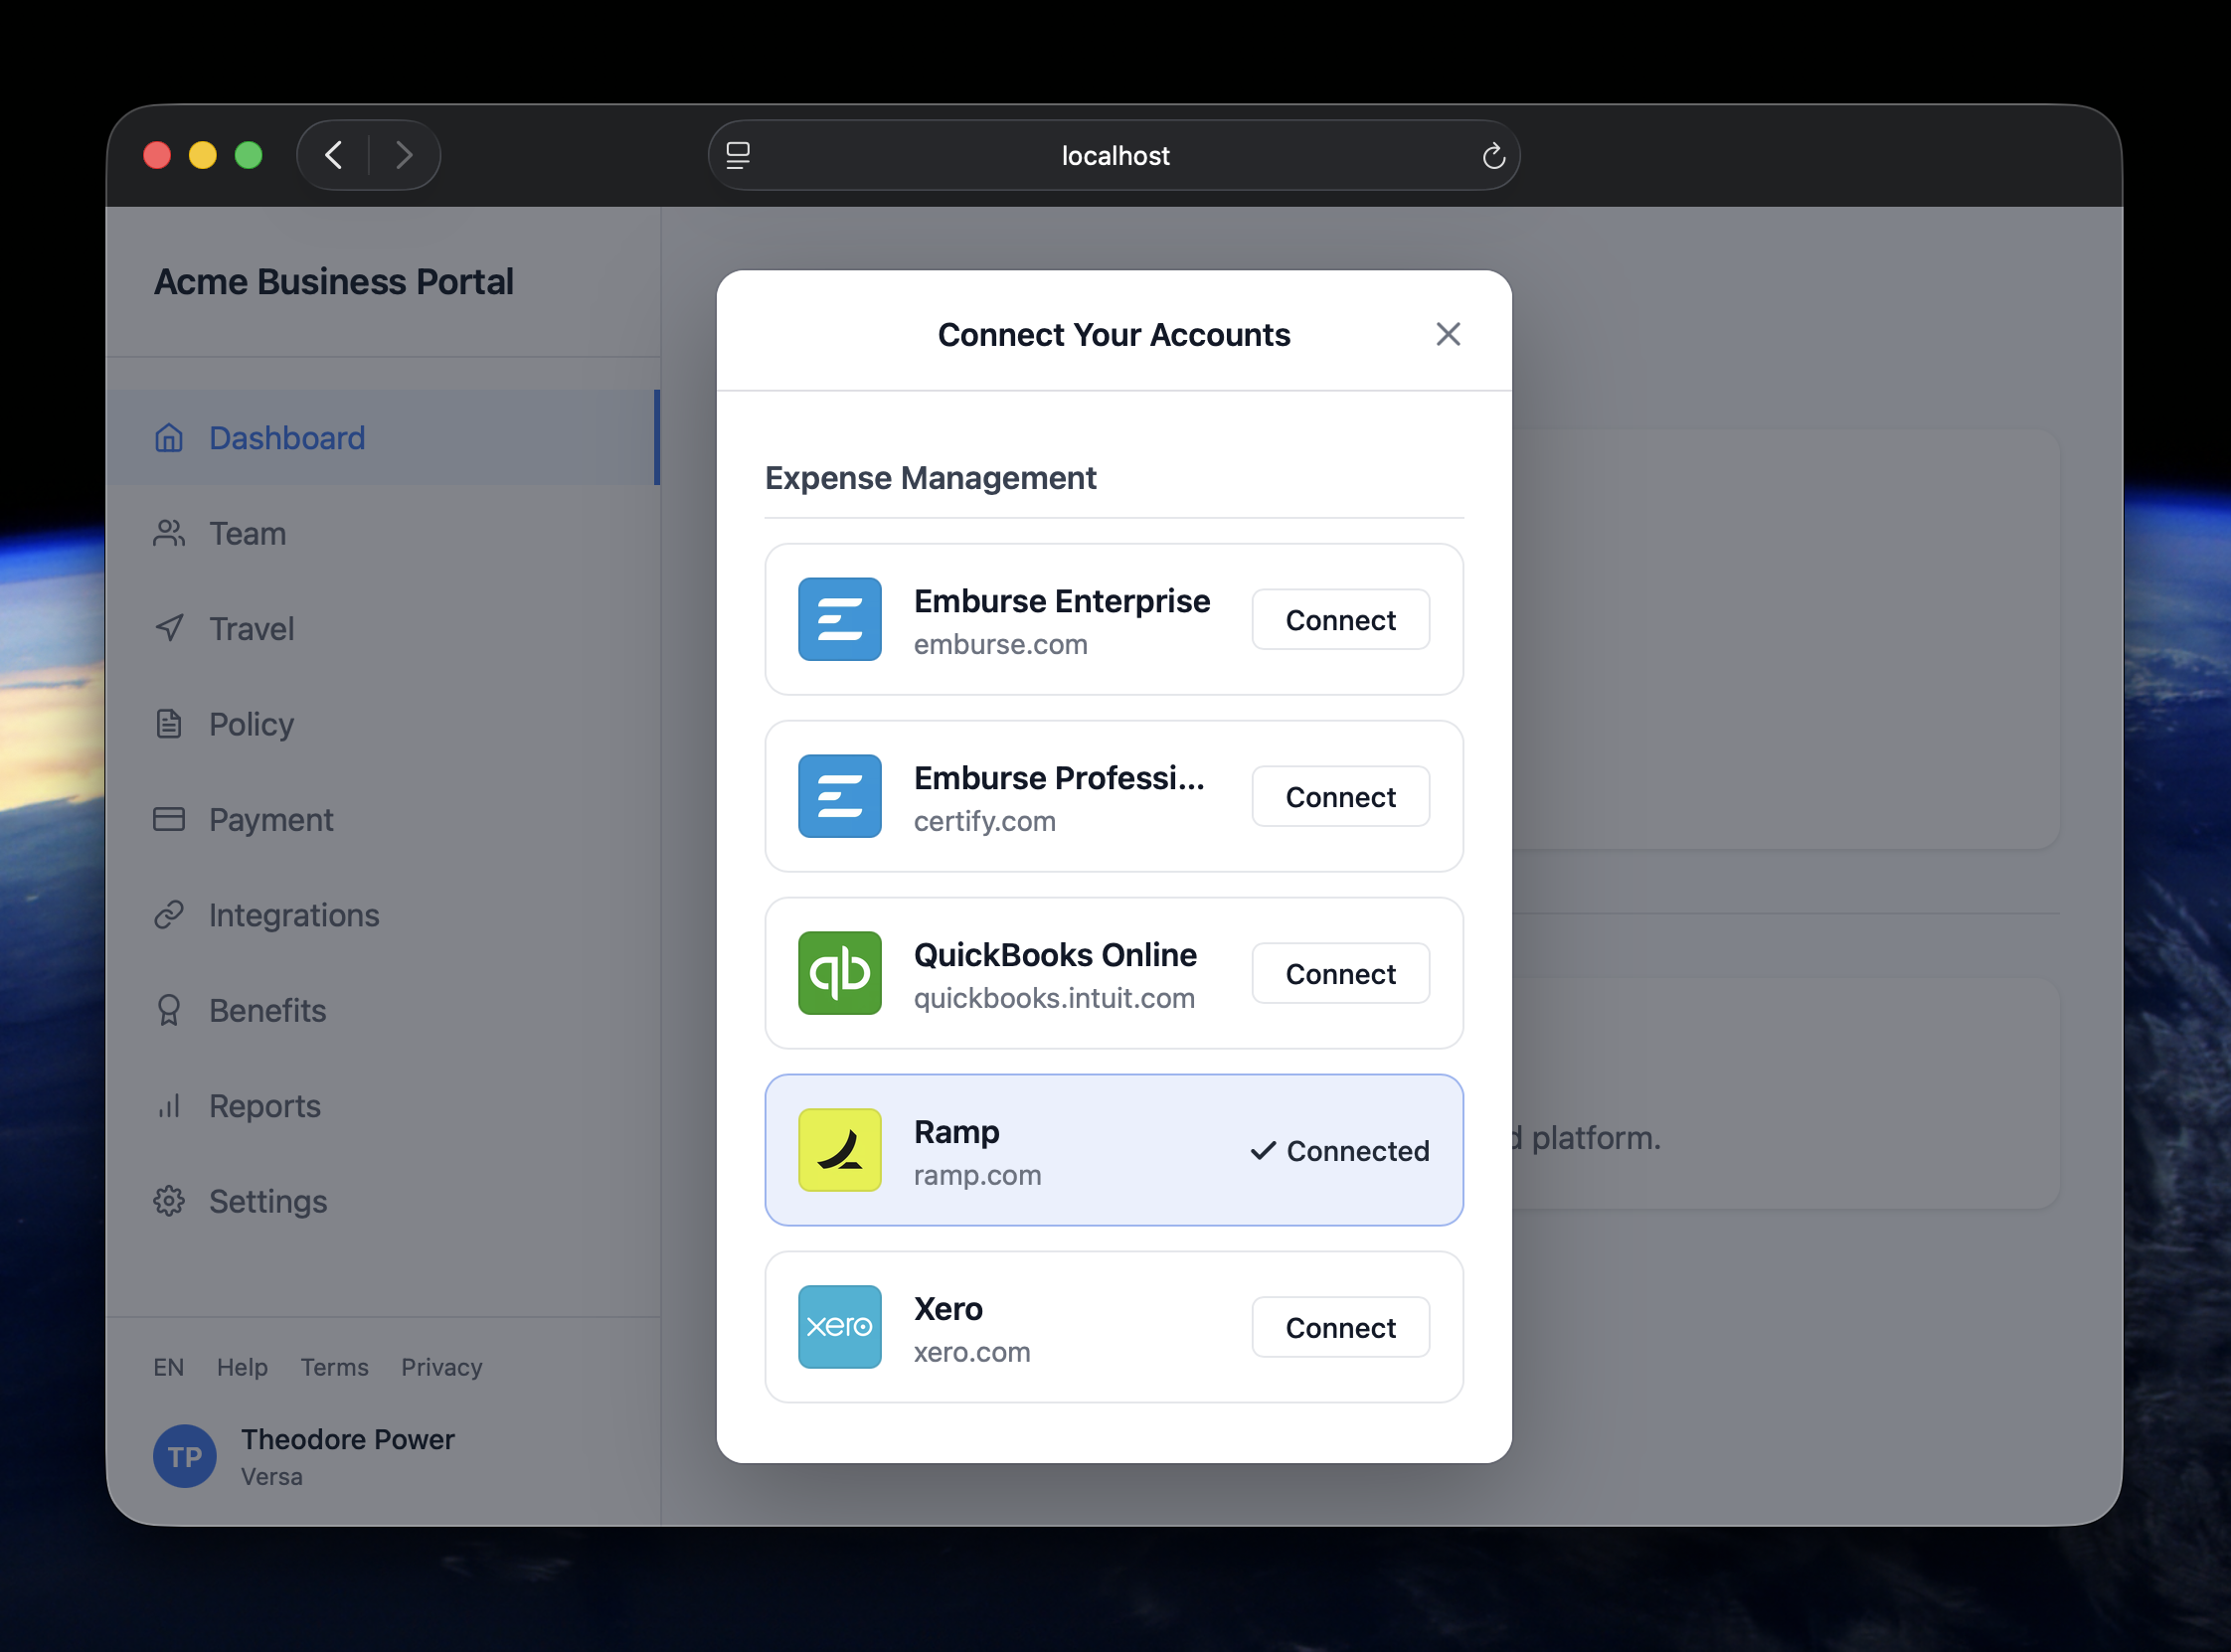 localhost
Acme Business Portal
Dashboard
Team
Travel
Policy
Payment
Integrations
Benefits
Reports
Settings
EN Help Terms Privacy
TP
Theodore Power
Versa
Connect Your Accounts
Expense Management
Emburse Enterprise
emburse.com
Connect
Emburse Professi...
certify.com
Connect
qb
QuickBooks Online
quickbooks.intuit.com
Connect
Ramp
ramp.com
Connected
xero
Xero
xero.com
Connect
d platform.